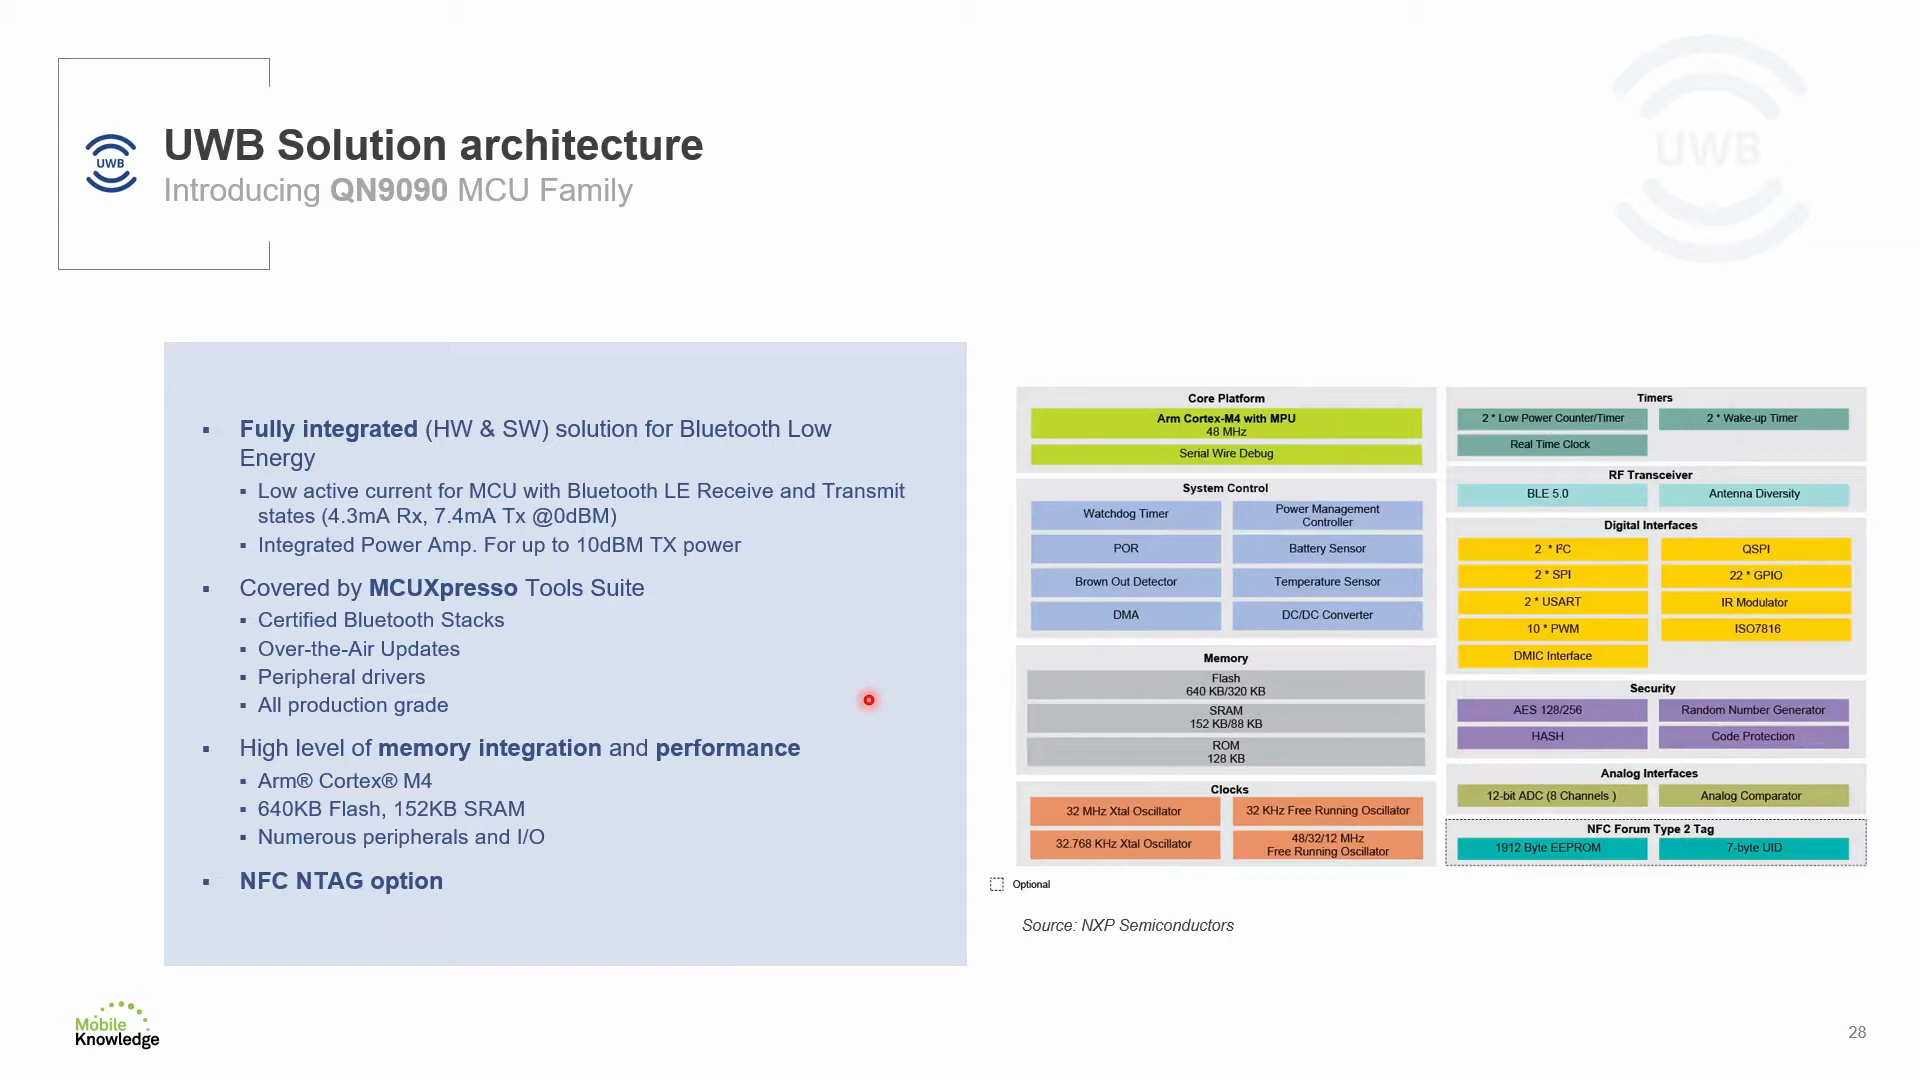 UWB
UWB Solution architecture
Introducing QN9090 MCU Family
UWB
▪ Fully integrated (HW & SW) solution for Bluetooth Low
Energy
▪ Low active current for MCU with Bluetooth LE Receive and Transmit
states (4.3mA Rx, 7.4mA Tx @0dBM)
▪ Integrated Power Amp. For up to 10dBM TX power
▪ Covered by MCUXpresso Tools Suite
▪ Certified Bluetooth Stacks
▪ Over-the-Air Updates
▪ Peripheral drivers
▪ All production grade
▪ High level of memory integration and performance
▪ Arm® Cortex® M4
▪ 640KB Flash, 152KB SRAM
▪ Numerous peripherals and I/O
▪ NFC NTAG option
Core Platform
Arm Cortex-M4 with MPU
48 MHz
Serial Wire Debug
System Control
Watchdog Timer
Power Management
Controller
POR
Battery Sensor
Brown Out Detector
Temperature Sensor
DMA
DC/DC Converter
Memory
Flash
640 KB/320 KB
SRAM
152 KB/88 KB
ROM
128 KB
Clocks
32 MHz Xtal Oscillator
32 KHz Free Running Oscillator
32.768 KHz Xtal Oscillator
48/32/12 MHz
Free Running Oscillator
Timers
2 * Low Power Counter/Timer
2 * Wake-up Timer
Real Time Clock
RF Transceiver
BLE 5.0
Antenna Diversity
Digital Interfaces
2 * I²C
QSPI
2 * SPI
22 * GPIO
2 * USART
IR Modulator
10 * PWM
ISO7816
DMIC Interface
Security
AES 128/256
Random Number Generator
HASH
Code Protection
Analog Interfaces
12-bit ADC (8 Channels )
Analog Comparator
NFC Forum Type 2 Tag
1912 Byte EEPROM
7-byte UID
Optional
Source: NXP Semiconductors
Mobile
Knowledge
28